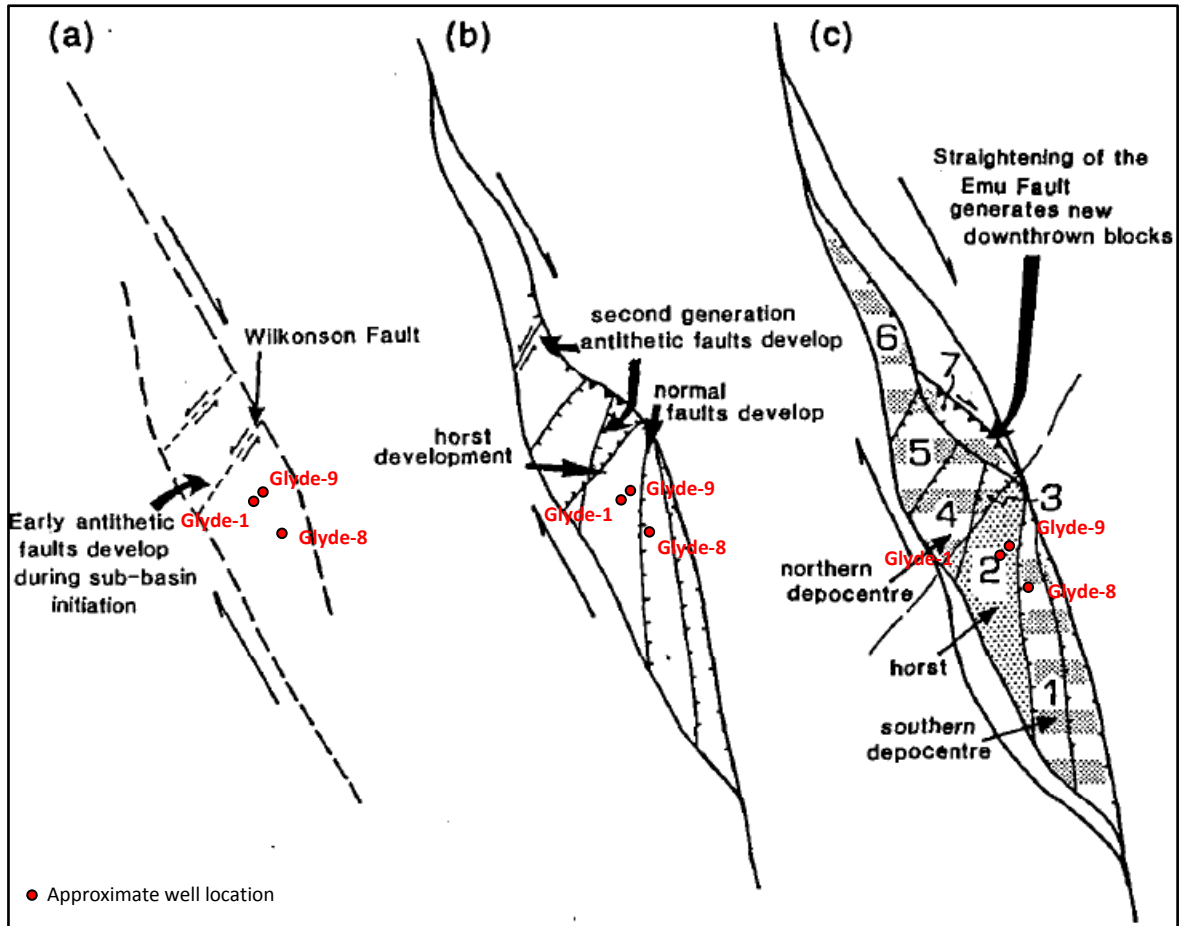 (a)
Wilkonson Fault
Glyde-9
Glyde-1
Glyde-8
Early antithetic
faults develop
during sub-basin
initiation
(b)
second generation
antithetic faults develop
normal
faults develop
horst
development
Glyde-9
Glyde-1
Glyde-8
(c)
Straightening of the
Emu Fault
generates new
downthrown blocks
6
7
5
4
3
Glyde-9
Glyde-1
2
Glyde-8
northern
depocentre
horst
1
southern
depocentre
Approximate well location